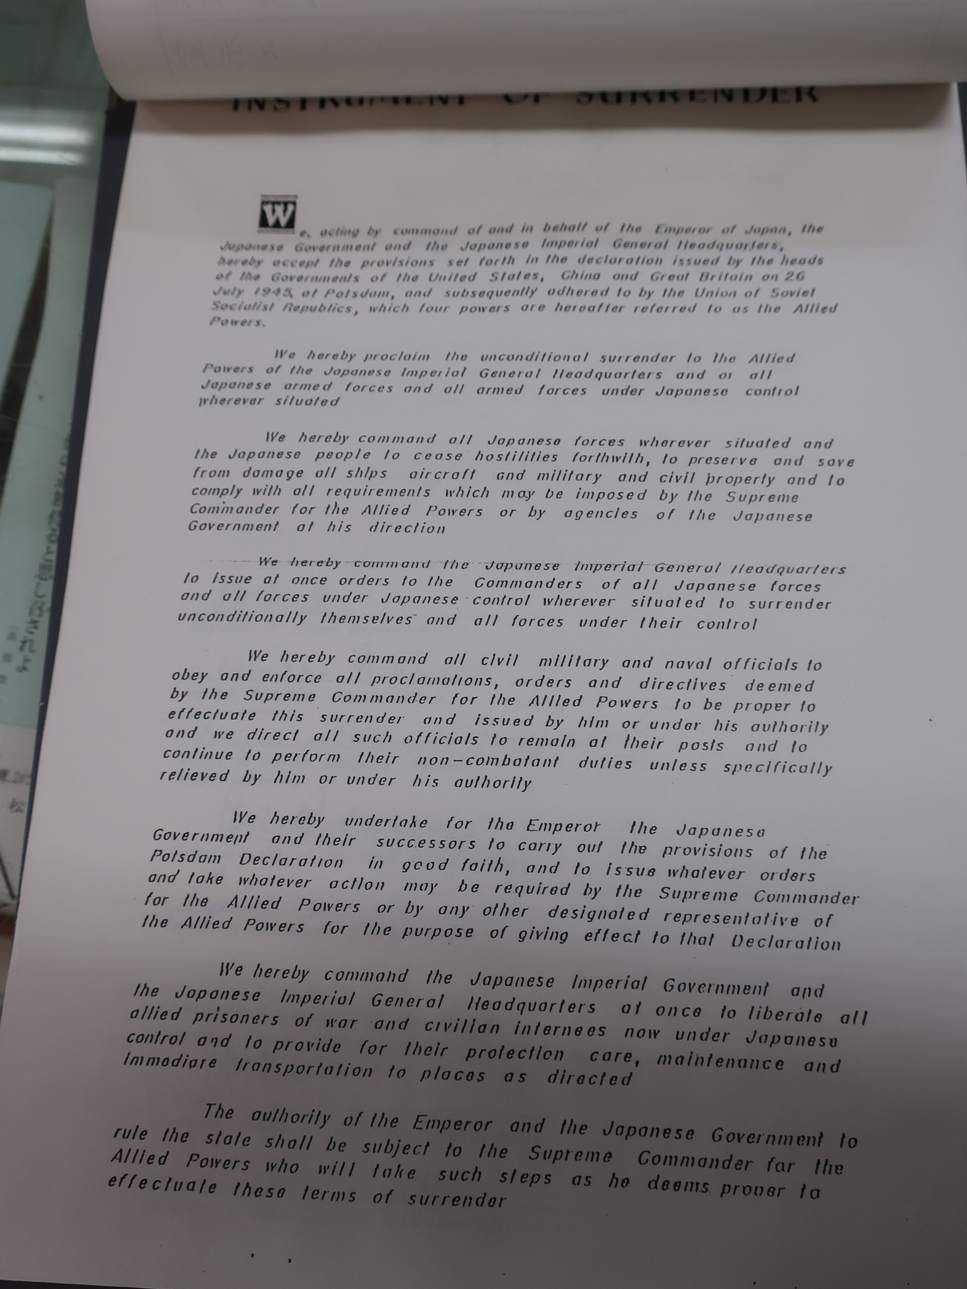 INSTRUMENT OF SURRENDER
We, acting by command of and in behalf of the Emperor of Japan, the
Japanese Government and the Japanese Imperial General Headquarters,
hereby accept the provisions set forth in the declaration issued by the heads
of the Governments of the United States, China and Great Britain on 26
July 1945, at Potsdam, and subsequently adhered to by the Union of Soviet
Socialist Republics, which four powers are hereafter referred to as the Allied
Powers.
We hereby proclaim the unconditional surrender to the Allied
Powers of the Japanese Imperial General Headquarters and of all
Japanese armed forces and all armed forces under Japanese control
wherever situated
We hereby command all Japanese forces wherever situated and
the Japanese people to cease hostilities forthwith, to preserve and save
from damage all ships aircraft and military and civil property and to
comply with all requirements which may be imposed by the Supreme
Commander for the Allied Powers or by agencies of the Japanese
Government at his direction
We hereby command the Japanese Imperial General Headquarters
to issue at once orders to the Commanders of all Japanese forces
and all forces under Japanese control wherever situated to surrender
unconditionally themselves and all forces under their control
We hereby command all civil military and naval officials to
obey and enforce all proclamations, orders and directives deemed
by the Supreme Commander for the Allied Powers to be proper to
effectuate this surrender and issued by him or under his authority
and we direct all such officials to remain at their posts and to
continue to perform their non-combatant duties unless specifically
relieved by him or under his authority
We hereby undertake for the Emperor the Japanese
Government and their successors to carry out the provisions of the
Potsdam Declaration in good faith, and to issue whatever orders
and take whatever action may be required by the Supreme Commander
for the Allied Powers or by any other designated representative of
the Allied Powers for the purpose of giving effect to that Declaration
We hereby command the Japanese Imperial Government and
the Japanese Imperial General Headquarters at once to liberate all
allied prisoners of war and civilian internees now under Japanese
control and to provide for their protection care, maintenance and
immediate transportation to places as directed
The authority of the Emperor and the Japanese Government to
rule the state shall be subject to the Supreme Commander for the
Allied Powers who will take such steps as he deems proper to
effectuate these terms of surrender